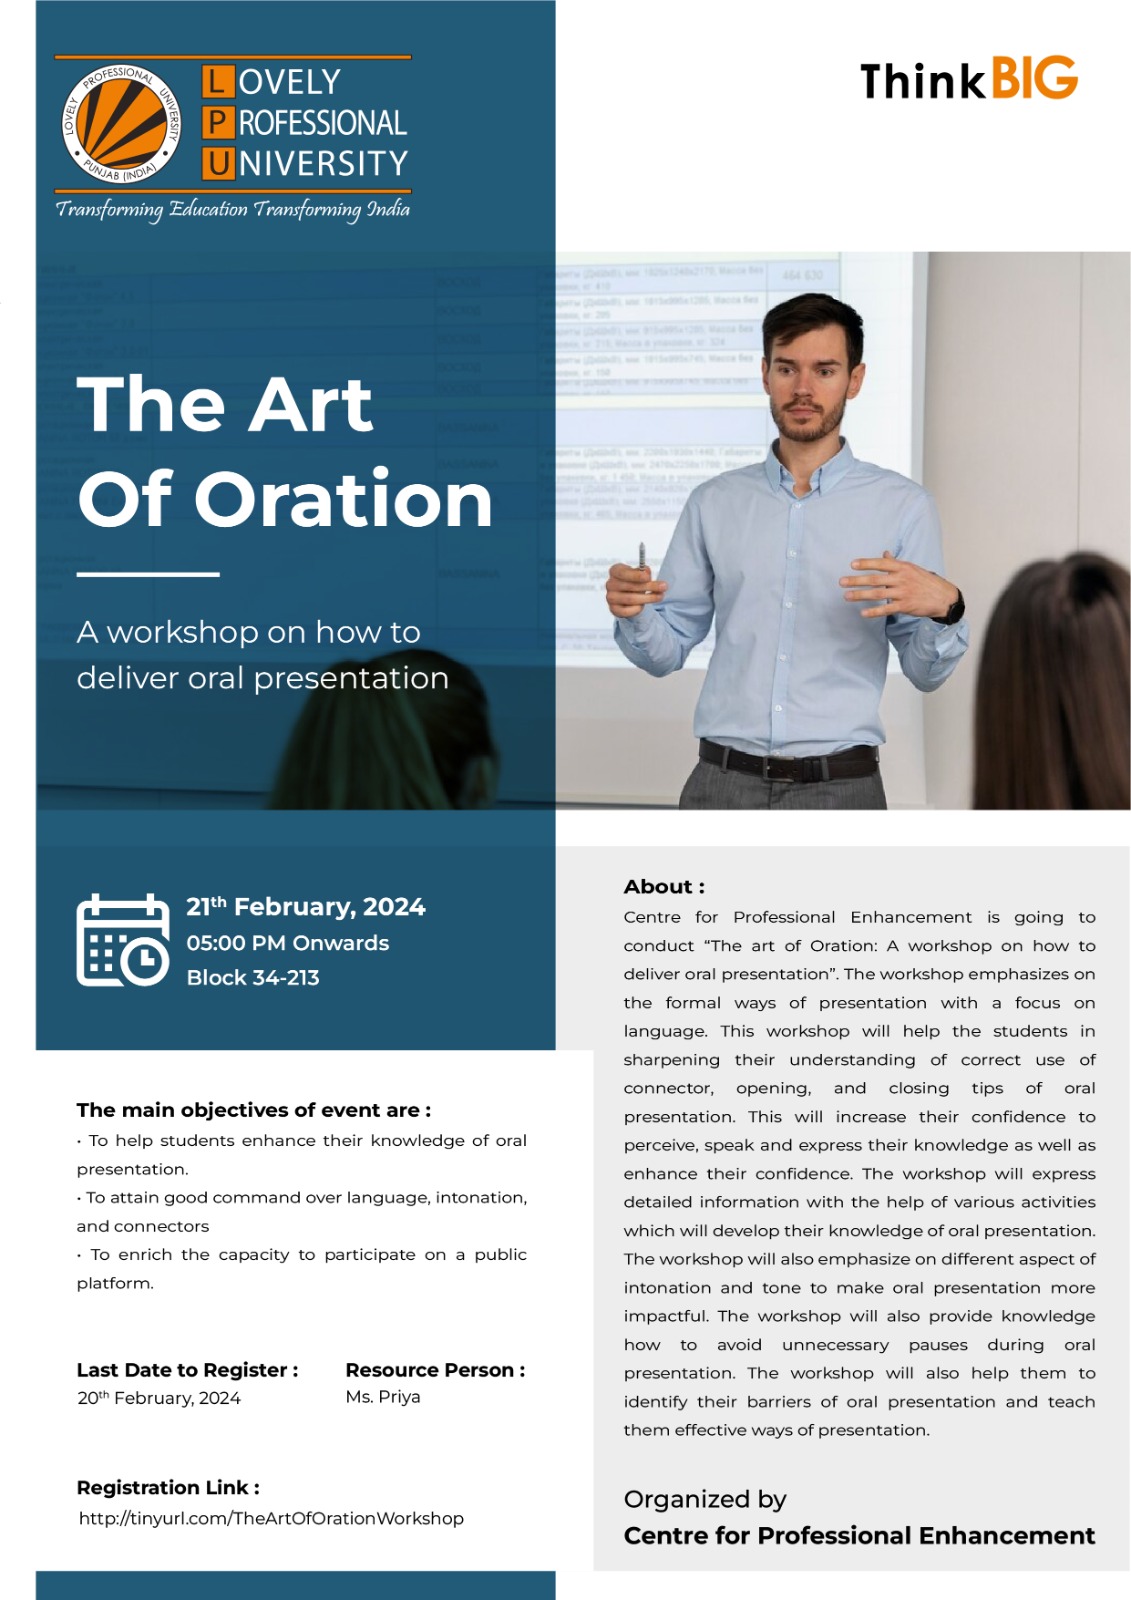 LOVELY PROFESSIONAL UNIVERSITY
PUNJAB (INDIA)
LOVELY
PROFESSIONAL
UNIVERSITY
Transforming Education Transforming India
ThinkBIG
464 630
The Art
Of Oration
A workshop on how to
deliver oral presentation
21th February, 2024
05:00 PM Onwards
Block 34-213
The main objectives of event are :
• To help students enhance their knowledge of oral
presentation.
• To attain good command over language, intonation,
and connectors
• To enrich the capacity to participate on a public
platform.
Last Date to Register :
20th February, 2024
Resource Person :
Ms. Priya
Registration Link :
http://tinyurl.com/TheArtOfOrationWorkshop
About :
Centre for Professional Enhancement is going to
conduct “The art of Oration: A workshop on how to
deliver oral presentation”. The workshop emphasizes on
the formal ways of presentation with a focus on
language. This workshop will help the students in
sharpening their understanding of correct use of
connector, opening, and closing tips of oral
presentation. This will increase their confidence to
perceive, speak and express their knowledge as well as
enhance their confidence. The workshop will express
detailed information with the help of various activities
which will develop their knowledge of oral presentation.
The workshop will also emphasize on different aspect of
intonation and tone to make oral presentation more
impactful. The workshop will also provide knowledge
how to avoid unnecessary pauses during oral
presentation. The workshop will also help them to
identify their barriers of oral presentation and teach
them effective ways of presentation.
Organized by
Centre for Professional Enhancement